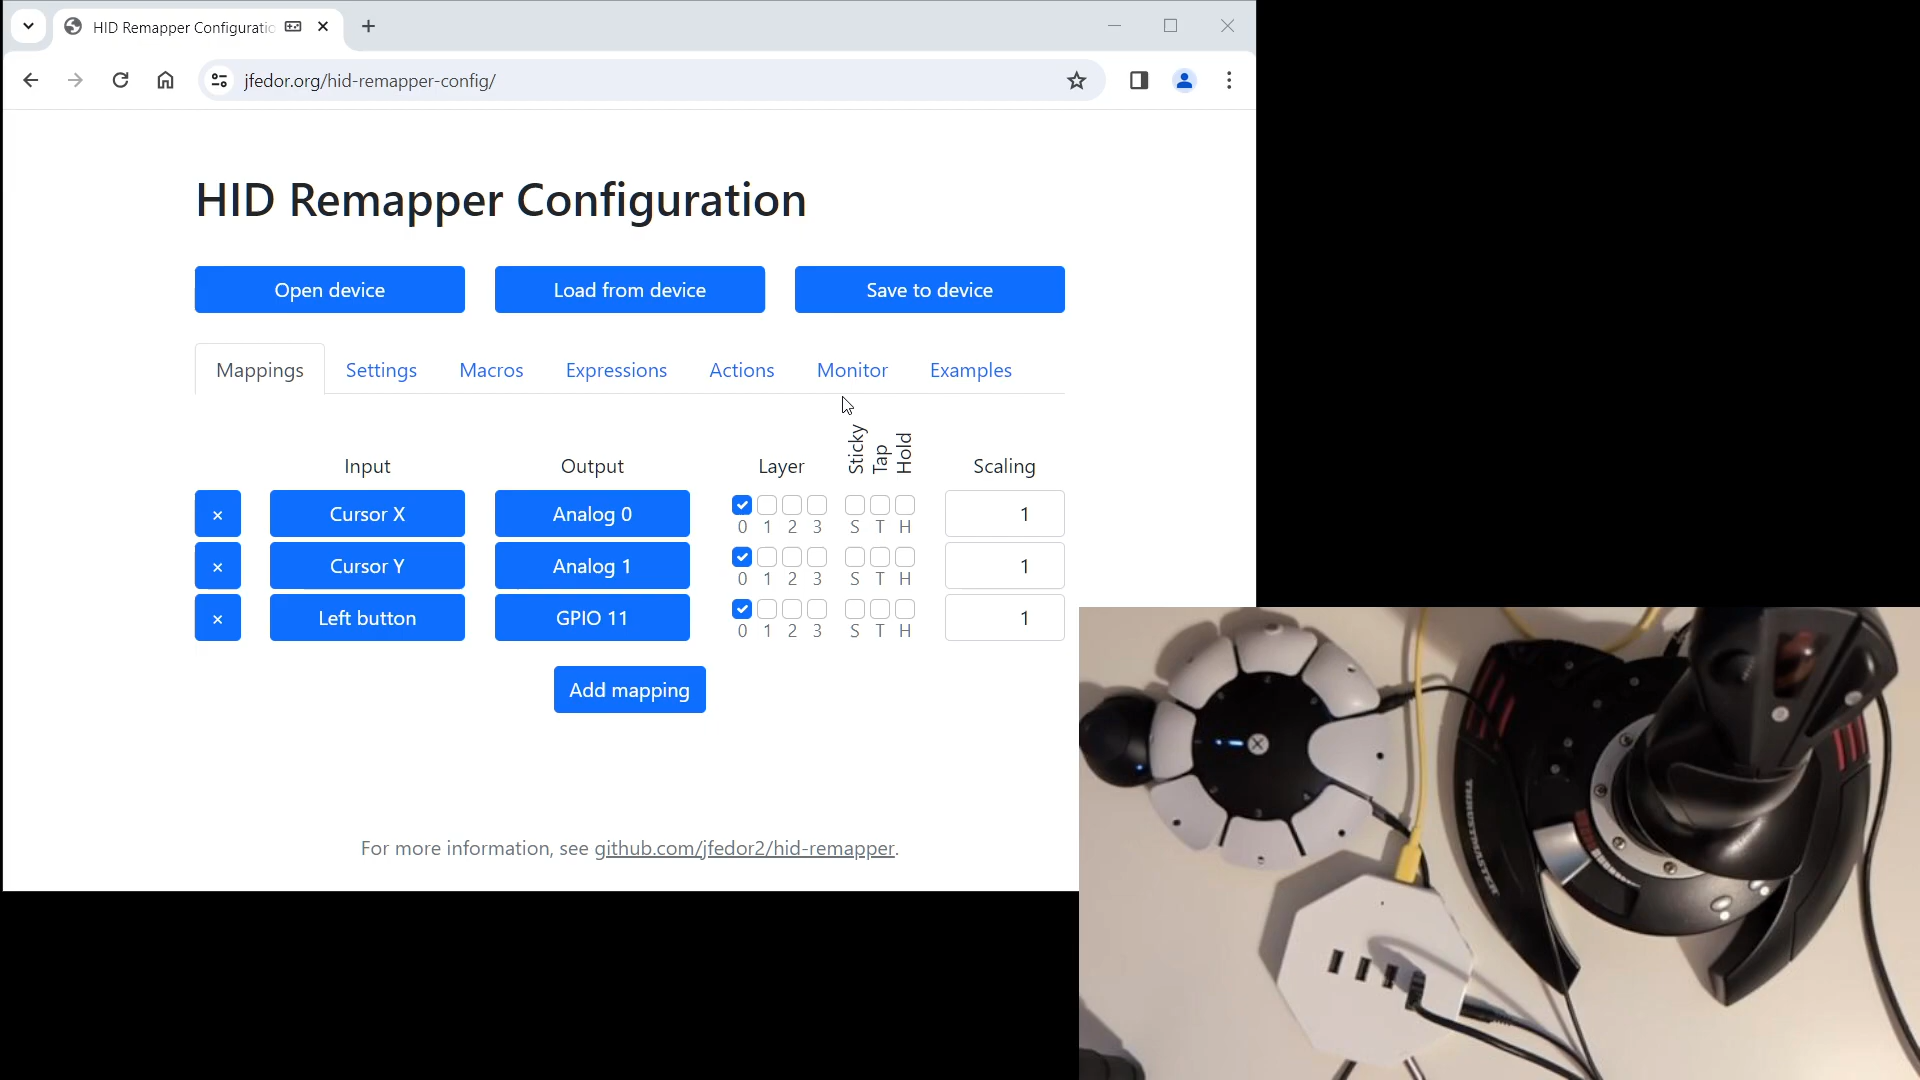 HID Remapper Configuratio
jfedor.org/hid-remapper-config/
HID Remapper Configuration
Open device
Load from device
Save to device
Mappings
Settings
Macros
Expressions
Actions
Monitor
Examples
Input
Output
Layer
Sticky
Tap
Hold
Scaling
×
Cursor X
Analog 0
0 1 2 3 S T H
1
×
Cursor Y
Analog 1
0 1 2 3 S T H
1
×
Left button
GPIO 11
0 1 2 3 S T H
1
Add mapping
For more information, see github.com/jfedor2/hid-remapper.
THRUSTMASTER